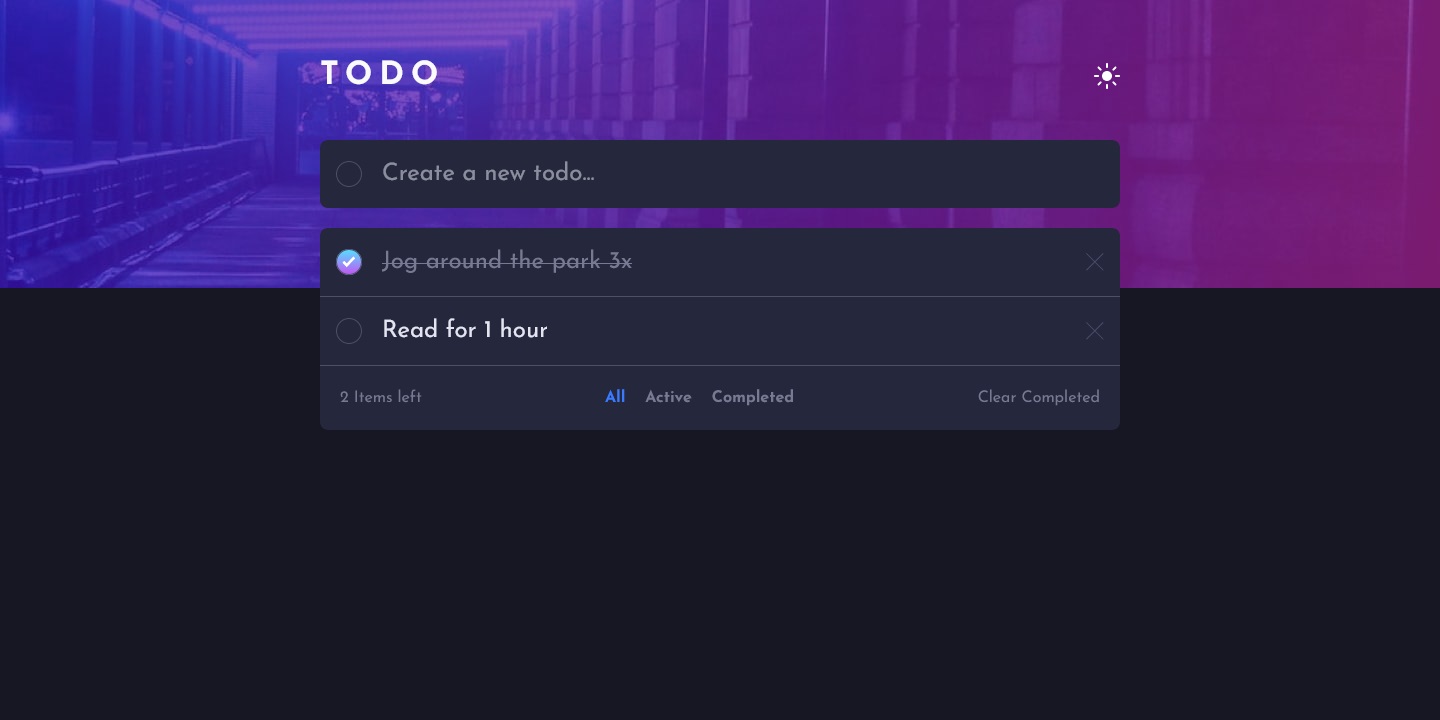 TODO
Create a new todo...
Jog around the park 3x
Read for 1 hour
2 Items left All Active Completed Clear Completed